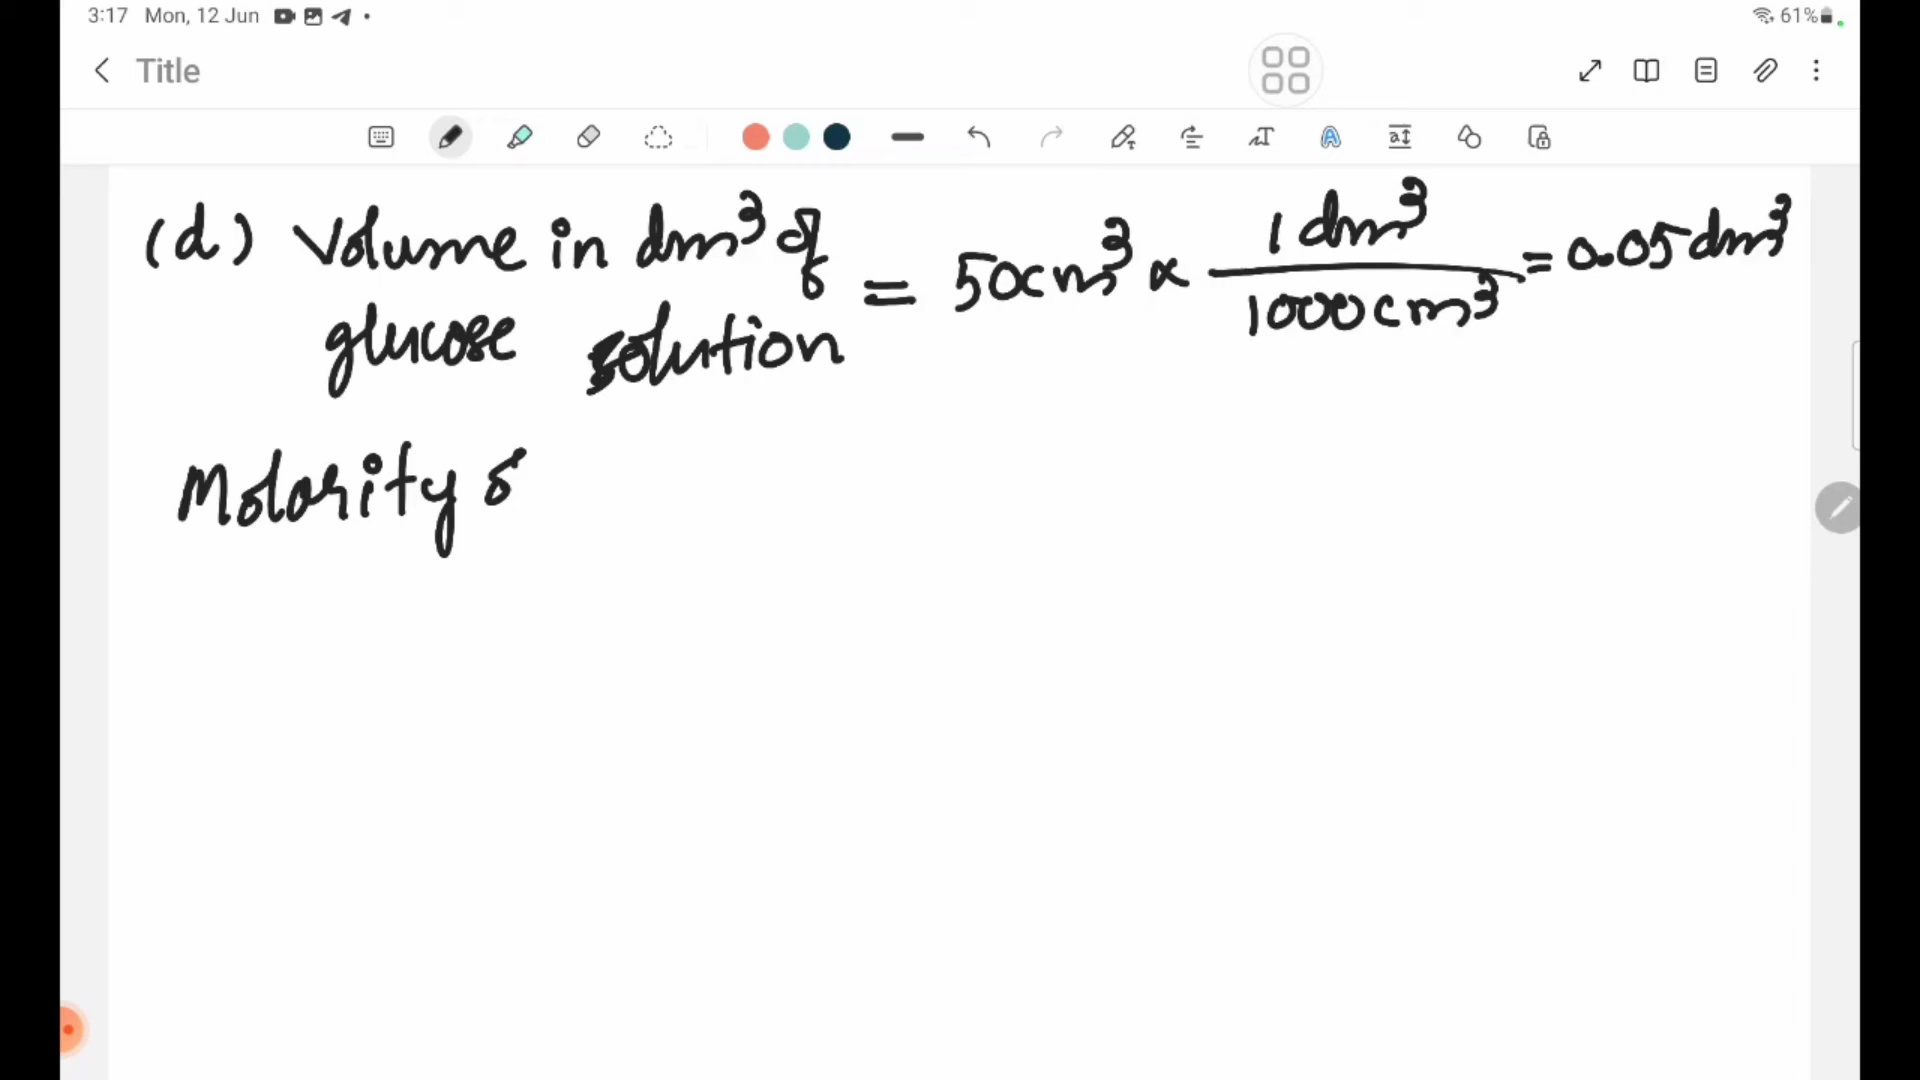 3:17 Mon, 12 Jun
61%
Title
(d) Volume in dm³ of glucose solution = 50cm³ × 1 dm³ / 1000cm³ = 0.05dm³
Molarity o